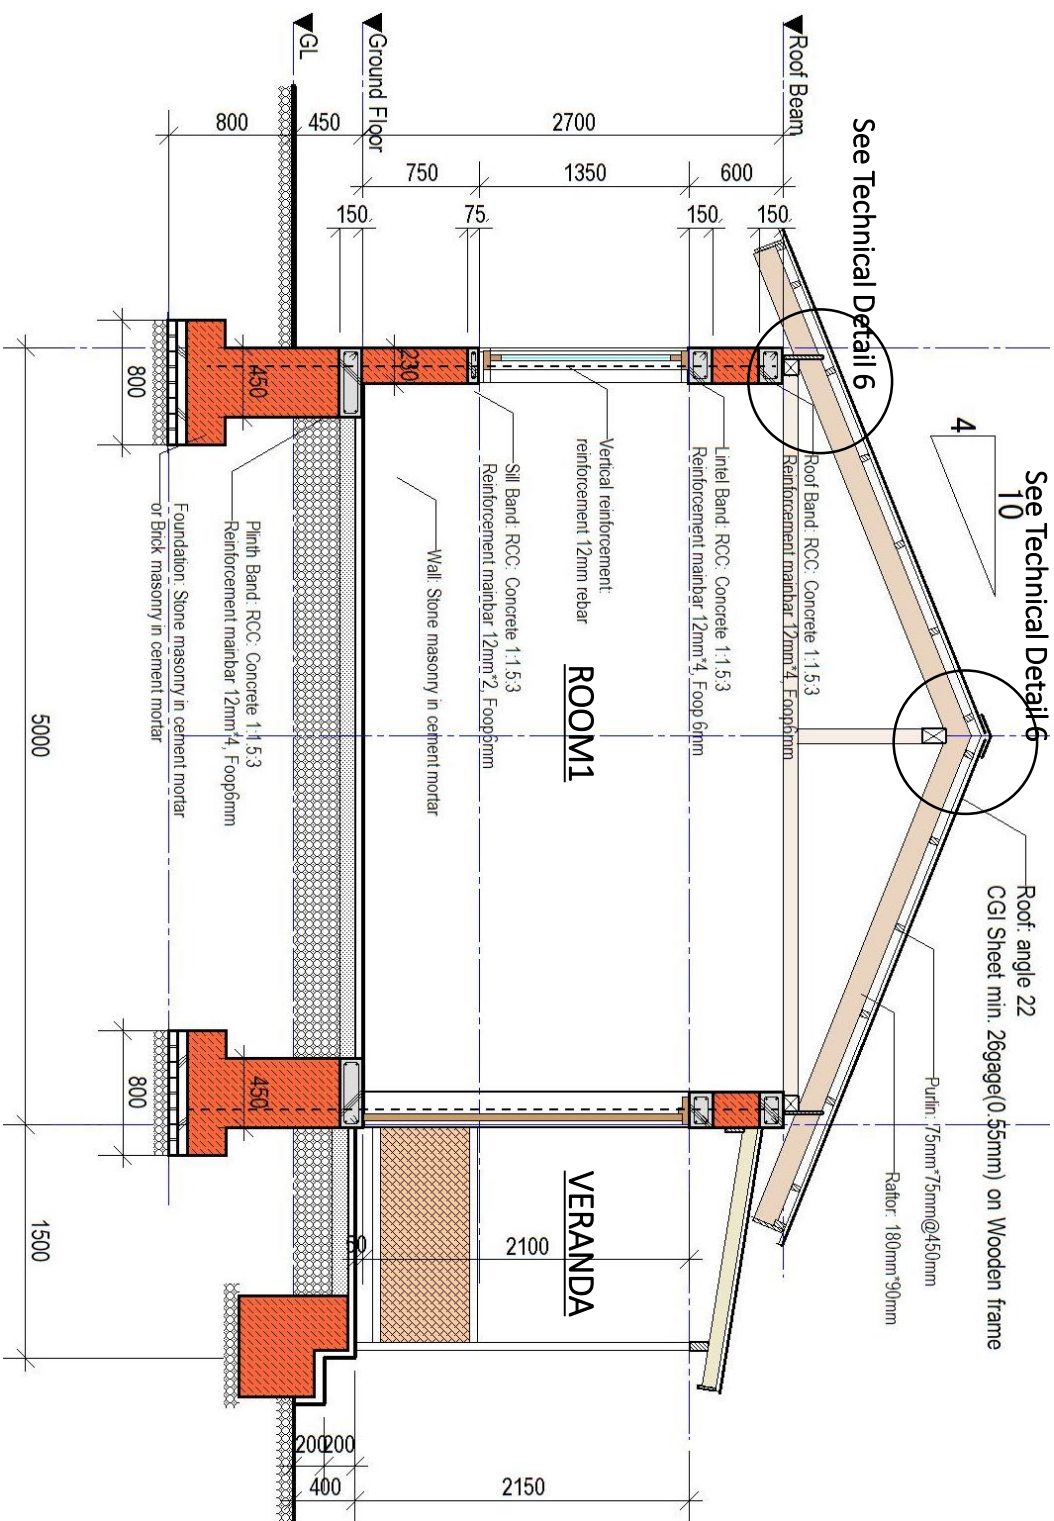 Roof Beam
Ground Floor
GL
See Technical Detail 6
See Technical Detail 6
4
10
Roof: angle 22
CGI Sheet min. 26gage(0.55mm) on Wooden frame
Purlin: 75mm*75mm@450mm
Raftor: 180mm*90mm
Roof Band: RCC: Concrete 1:1.5:3
Reinforcement mainbar 12mm*4, Foop6mm
Lintel Band: RCC: Concrete 1:1.5:3
Reinforcement mainbar 12mm*4, Foop 6mm
Vertical reinforcement:
reinforcement 12mm rebar
Sill Band: RCC: Concrete 1:1.5:3
Reinforcement mainbar 12mm*2, Foop6mm
Wall: Stone masonry in cement mortar
Plinth Band: RCC: Concrete 1:1.5:3
Reinforcement mainbar 12mm*4, Foop6mm
Foundation: Stone masonry in cement mortar
or Brick masonry in cement mortar
ROOM1
VERANDA
800
450
2700
750
1350
600
150
75
150
150
230
450
800
450
800
5000
1500
50
2100
200
200
400
2150